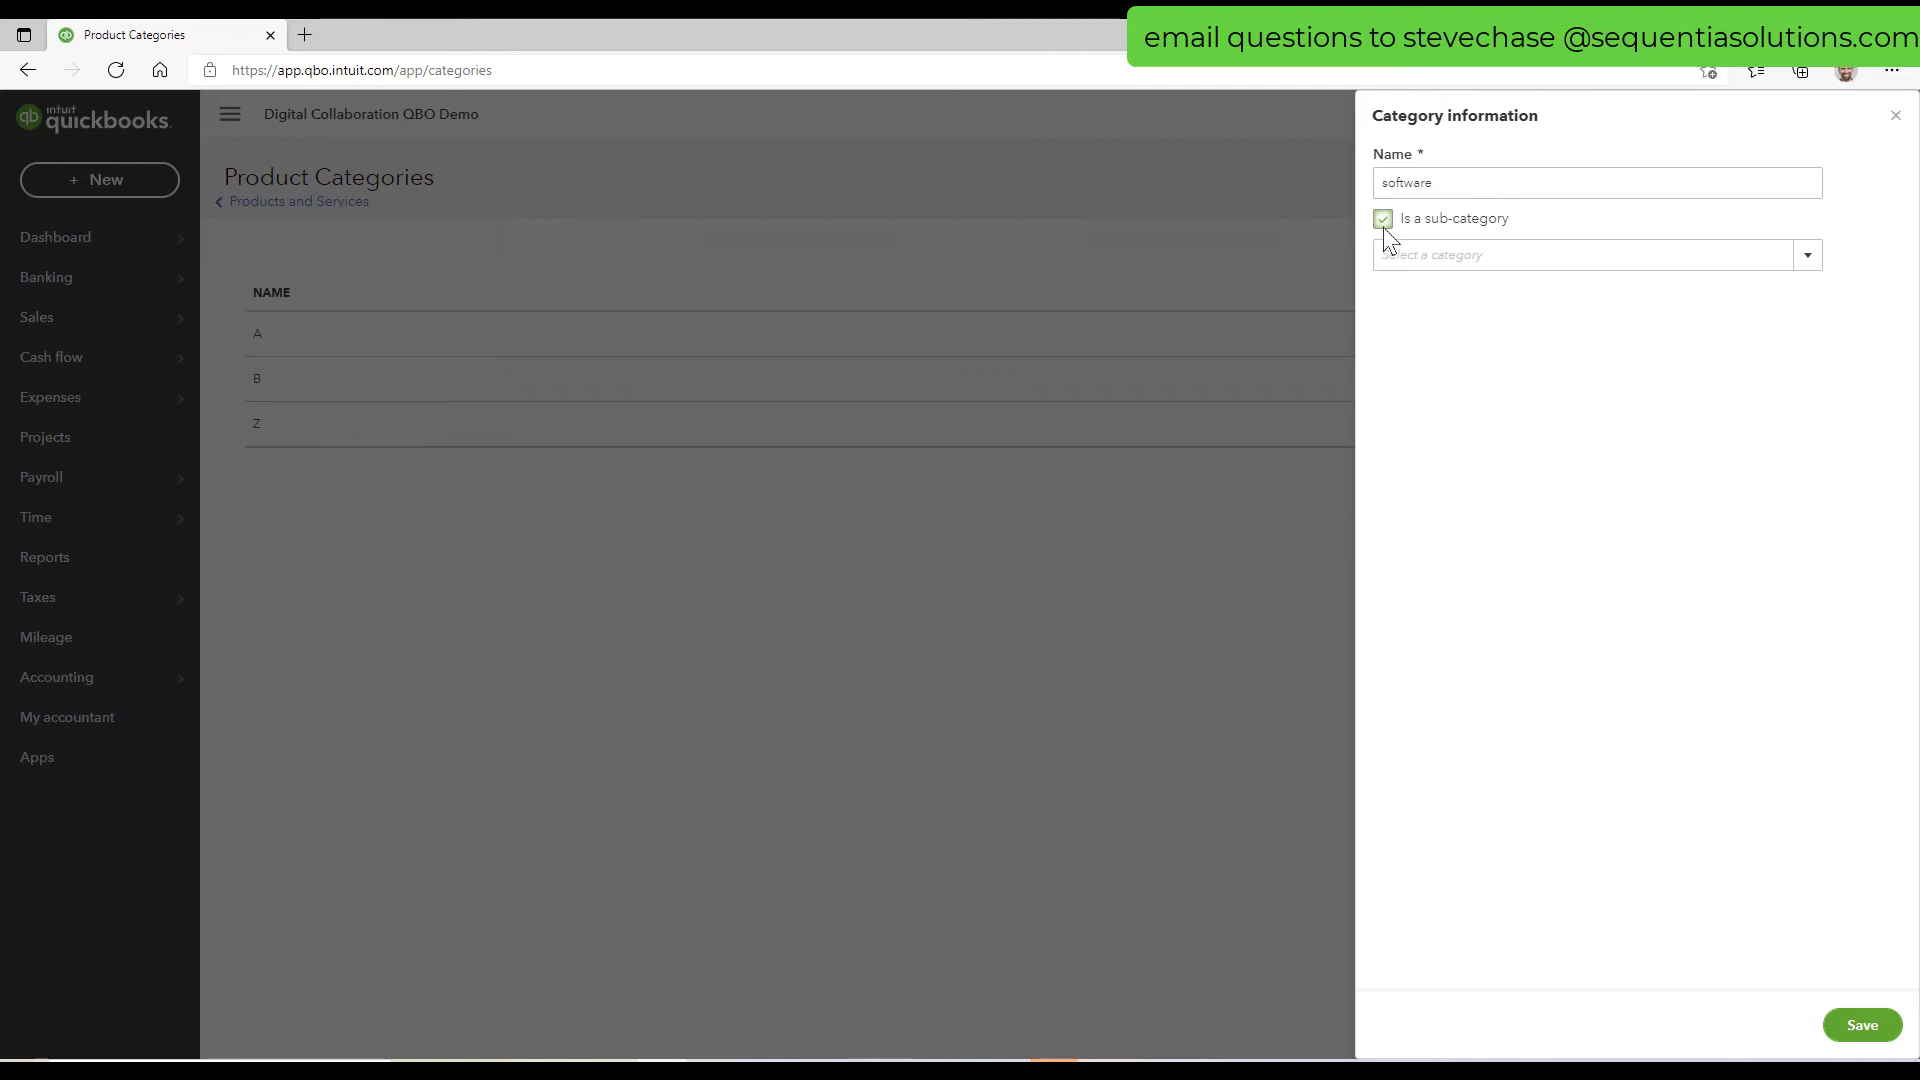 Product Categories
email questions to stevechase @sequentiasolutions.com
https://app.qbo.intuit.com/app/categories
intuit
quickbooks.
qb
Digital Collaboration QBO Demo
+ New
Product Categories
Products and Services
Dashboard
Banking
Sales
Cash flow
Expenses
Projects
Payroll
Time
Reports
Taxes
Mileage
Accounting
My accountant
Apps
NAME
A
B
Z
Category information
Name *
software
Is a sub-category
Select a category
Save